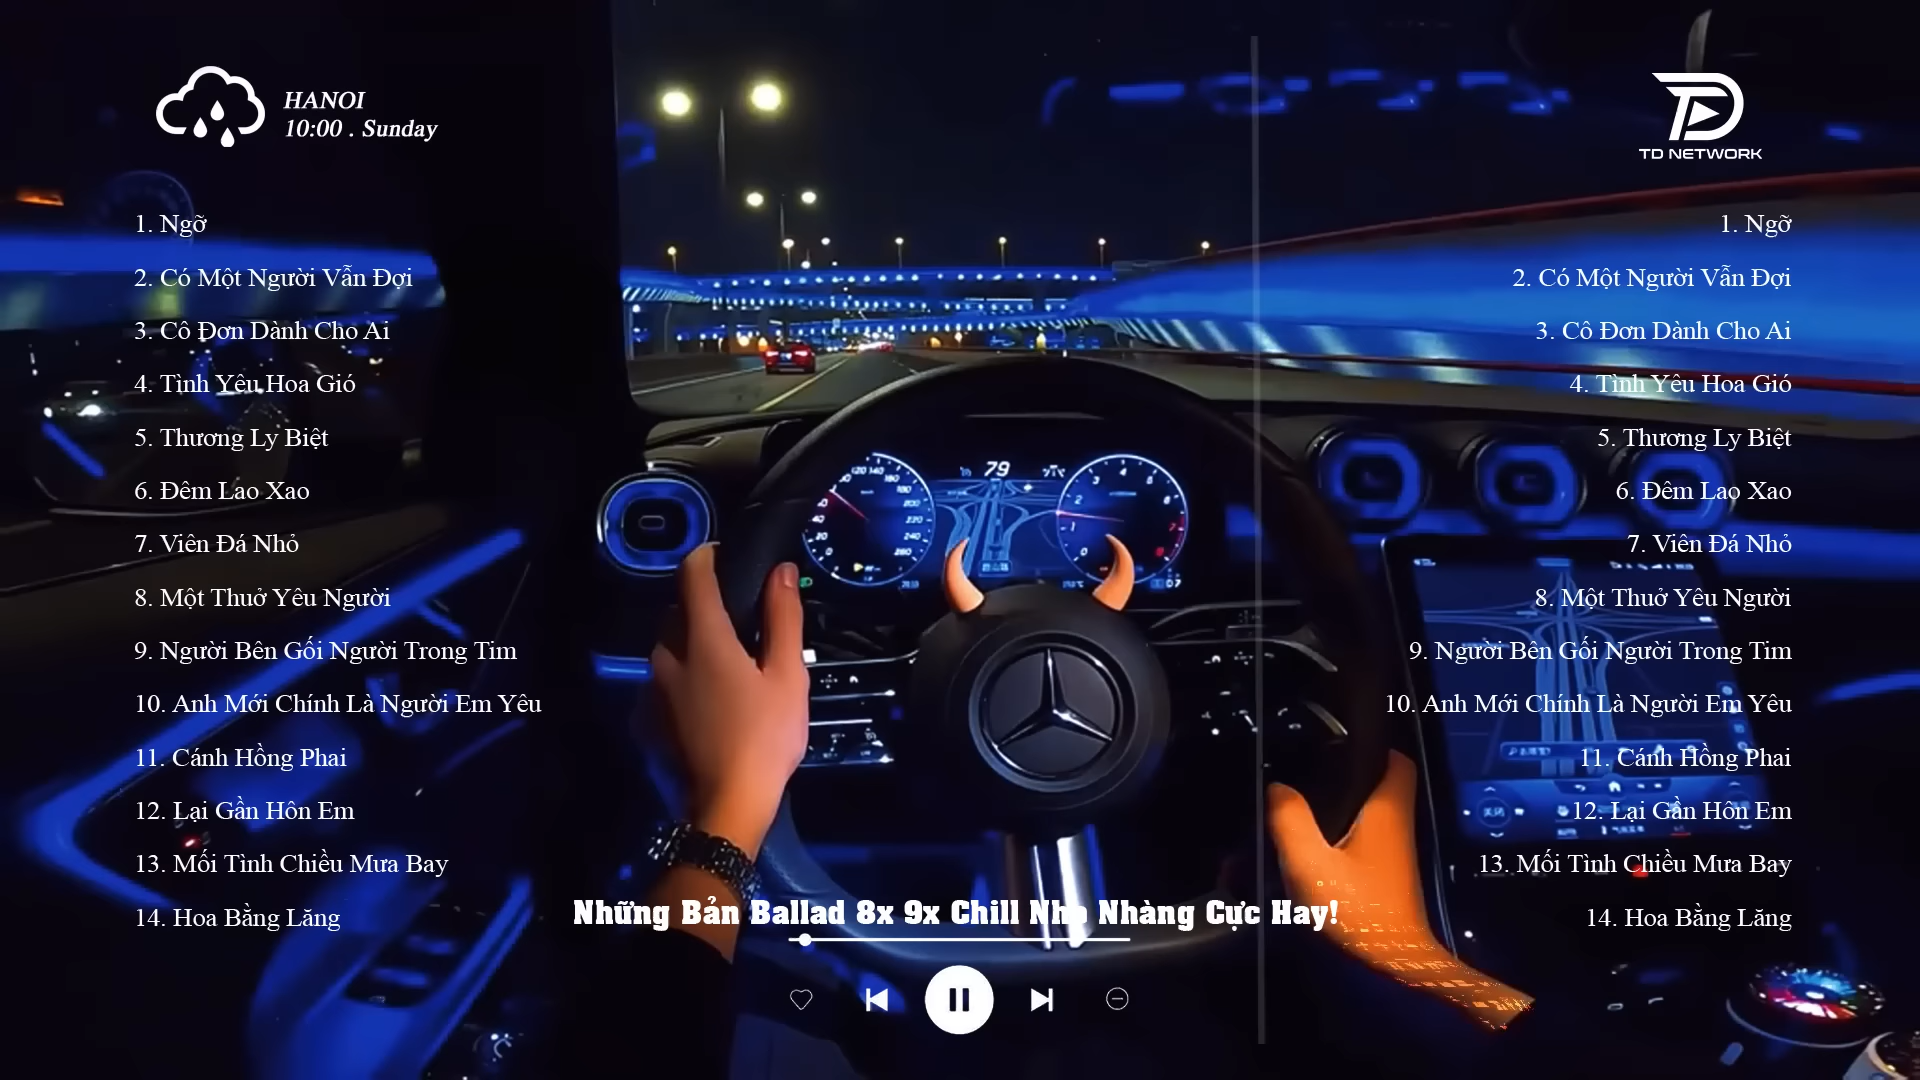 HANOI
10:00 . Sunday
TD NETWORK
1. Ngỡ
2. Có Một Người Vẫn Đợi
3. Cô Đơn Dành Cho Ai
4. Tình Yêu Hoa Gió
5. Thương Ly Biệt
6. Đêm Lao Xao
7. Viên Đá Nhỏ
8. Một Thuở Yêu Người
9. Người Bên Gối Người Trong Tim
10. Anh Mới Chính Là Người Em Yêu
11. Cánh Hồng Phai
12. Lại Gần Hôn Em
13. Mối Tình Chiều Mưa Bay
14. Hoa Bằng Lăng
1. Ngỡ
2. Có Một Người Vẫn Đợi
3. Cô Đơn Dành Cho Ai
4. Tình Yêu Hoa Gió
5. Thương Ly Biệt
6. Đêm Lao Xao
7. Viên Đá Nhỏ
8. Một Thuở Yêu Người
9. Người Bên Gối Người Trong Tim
10. Anh Mới Chính Là Người Em Yêu
11. Cánh Hồng Phai
12. Lại Gần Hôn Em
13. Mối Tình Chiều Mưa Bay
14. Hoa Bằng Lăng
79
Những Bản Ballad 8x 9x Chill Nhẹ Nhàng Cực Hay!